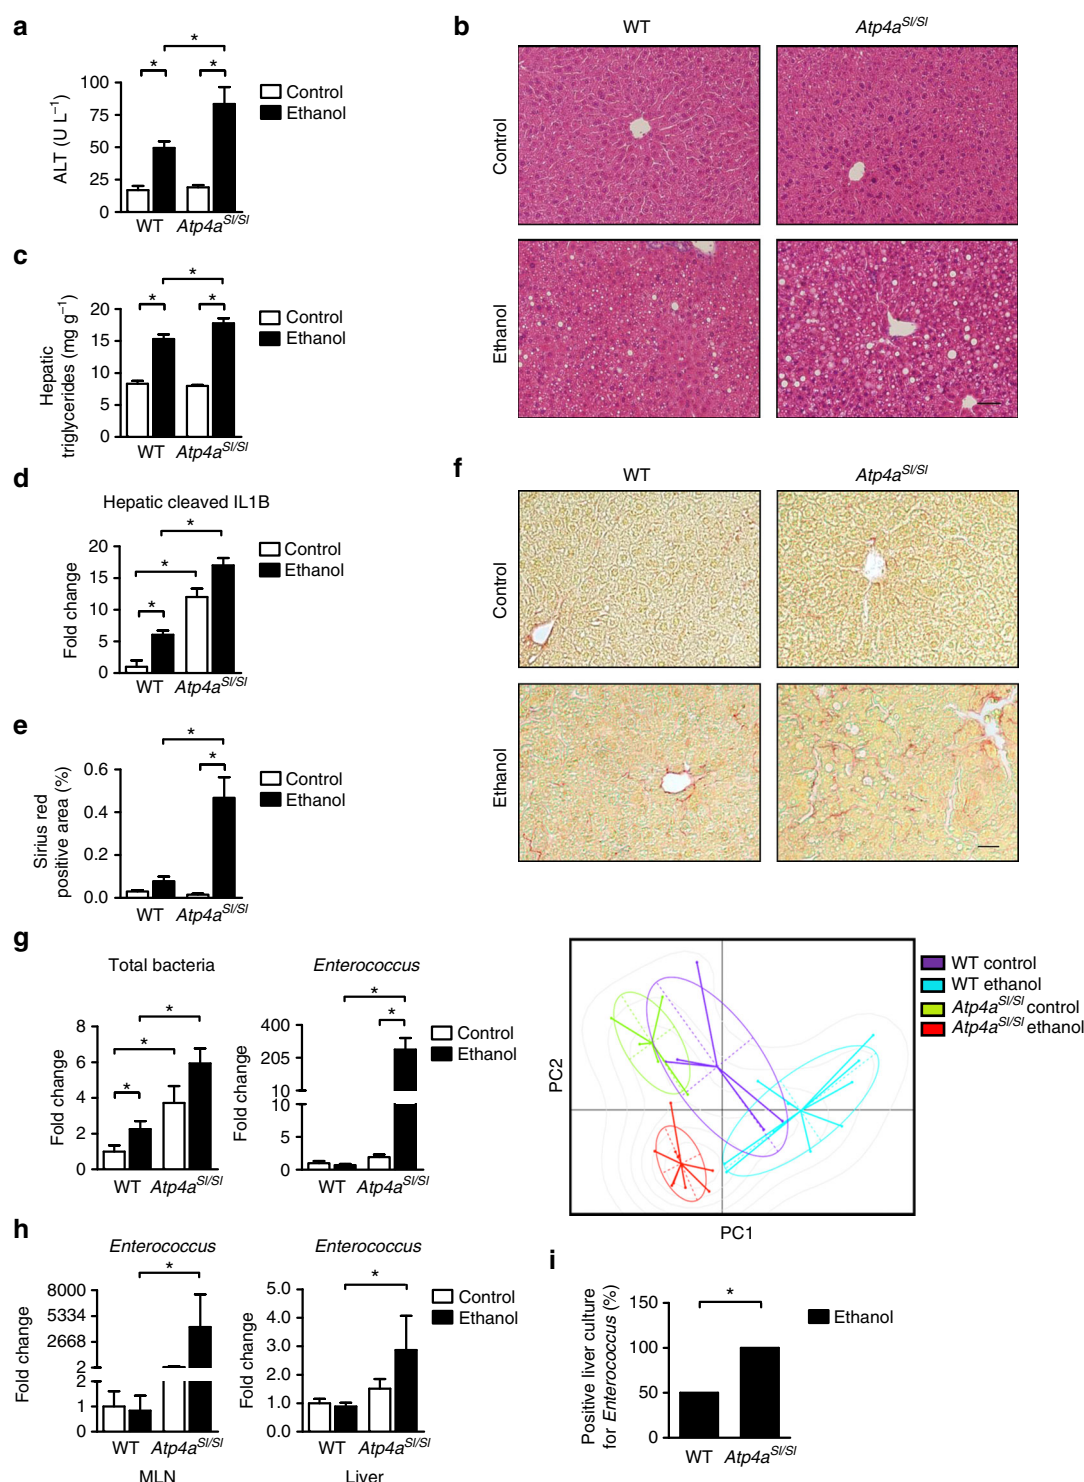 a
*
* *
100
75
50
25
0
ALT (U L⁻¹)
WT Atp4a^Sl/Sl
Control
Ethanol
b
WT Atp4a^Sl/Sl
Control
Ethanol
c
*
* *
20
15
10
5
0
Hepatic
triglycerides (mg g⁻¹)
WT Atp4a^Sl/Sl
Control
Ethanol
d
Hepatic cleaved IL1B
*
*
*
20
15
10
5
0
Fold change
WT Atp4a^Sl/Sl
Control
Ethanol
e
*
*
0.6
0.4
0.2
0.0
Sirius red
positive area (%)
WT Atp4a^Sl/Sl
Control
Ethanol
f
WT Atp4a^Sl/Sl
Control
Ethanol
g
Total bacteria
*
*
*
8
6
4
2
0
Fold change
WT Atp4a^Sl/Sl
Enterococcus
*
*
400
205
10
10
5
0
Fold change
WT Atp4a^Sl/Sl
Control
Ethanol
PC2
PC1
WT control
WT ethanol
Atp4a^Sl/Sl control
Atp4a^Sl/Sl ethanol
h
Enterococcus
*
8000
5334
2668
2
2
1
0
Fold change
WT Atp4a^Sl/Sl
MLN
Enterococcus
*
5.0
4.0
3.0
2.0
1.0
0.0
Fold change
WT Atp4a^Sl/Sl
Liver
Control
Ethanol
i
*
150
100
50
0
Positive liver culture
for Enterococcus (%)
WT Atp4a^Sl/Sl
Ethanol